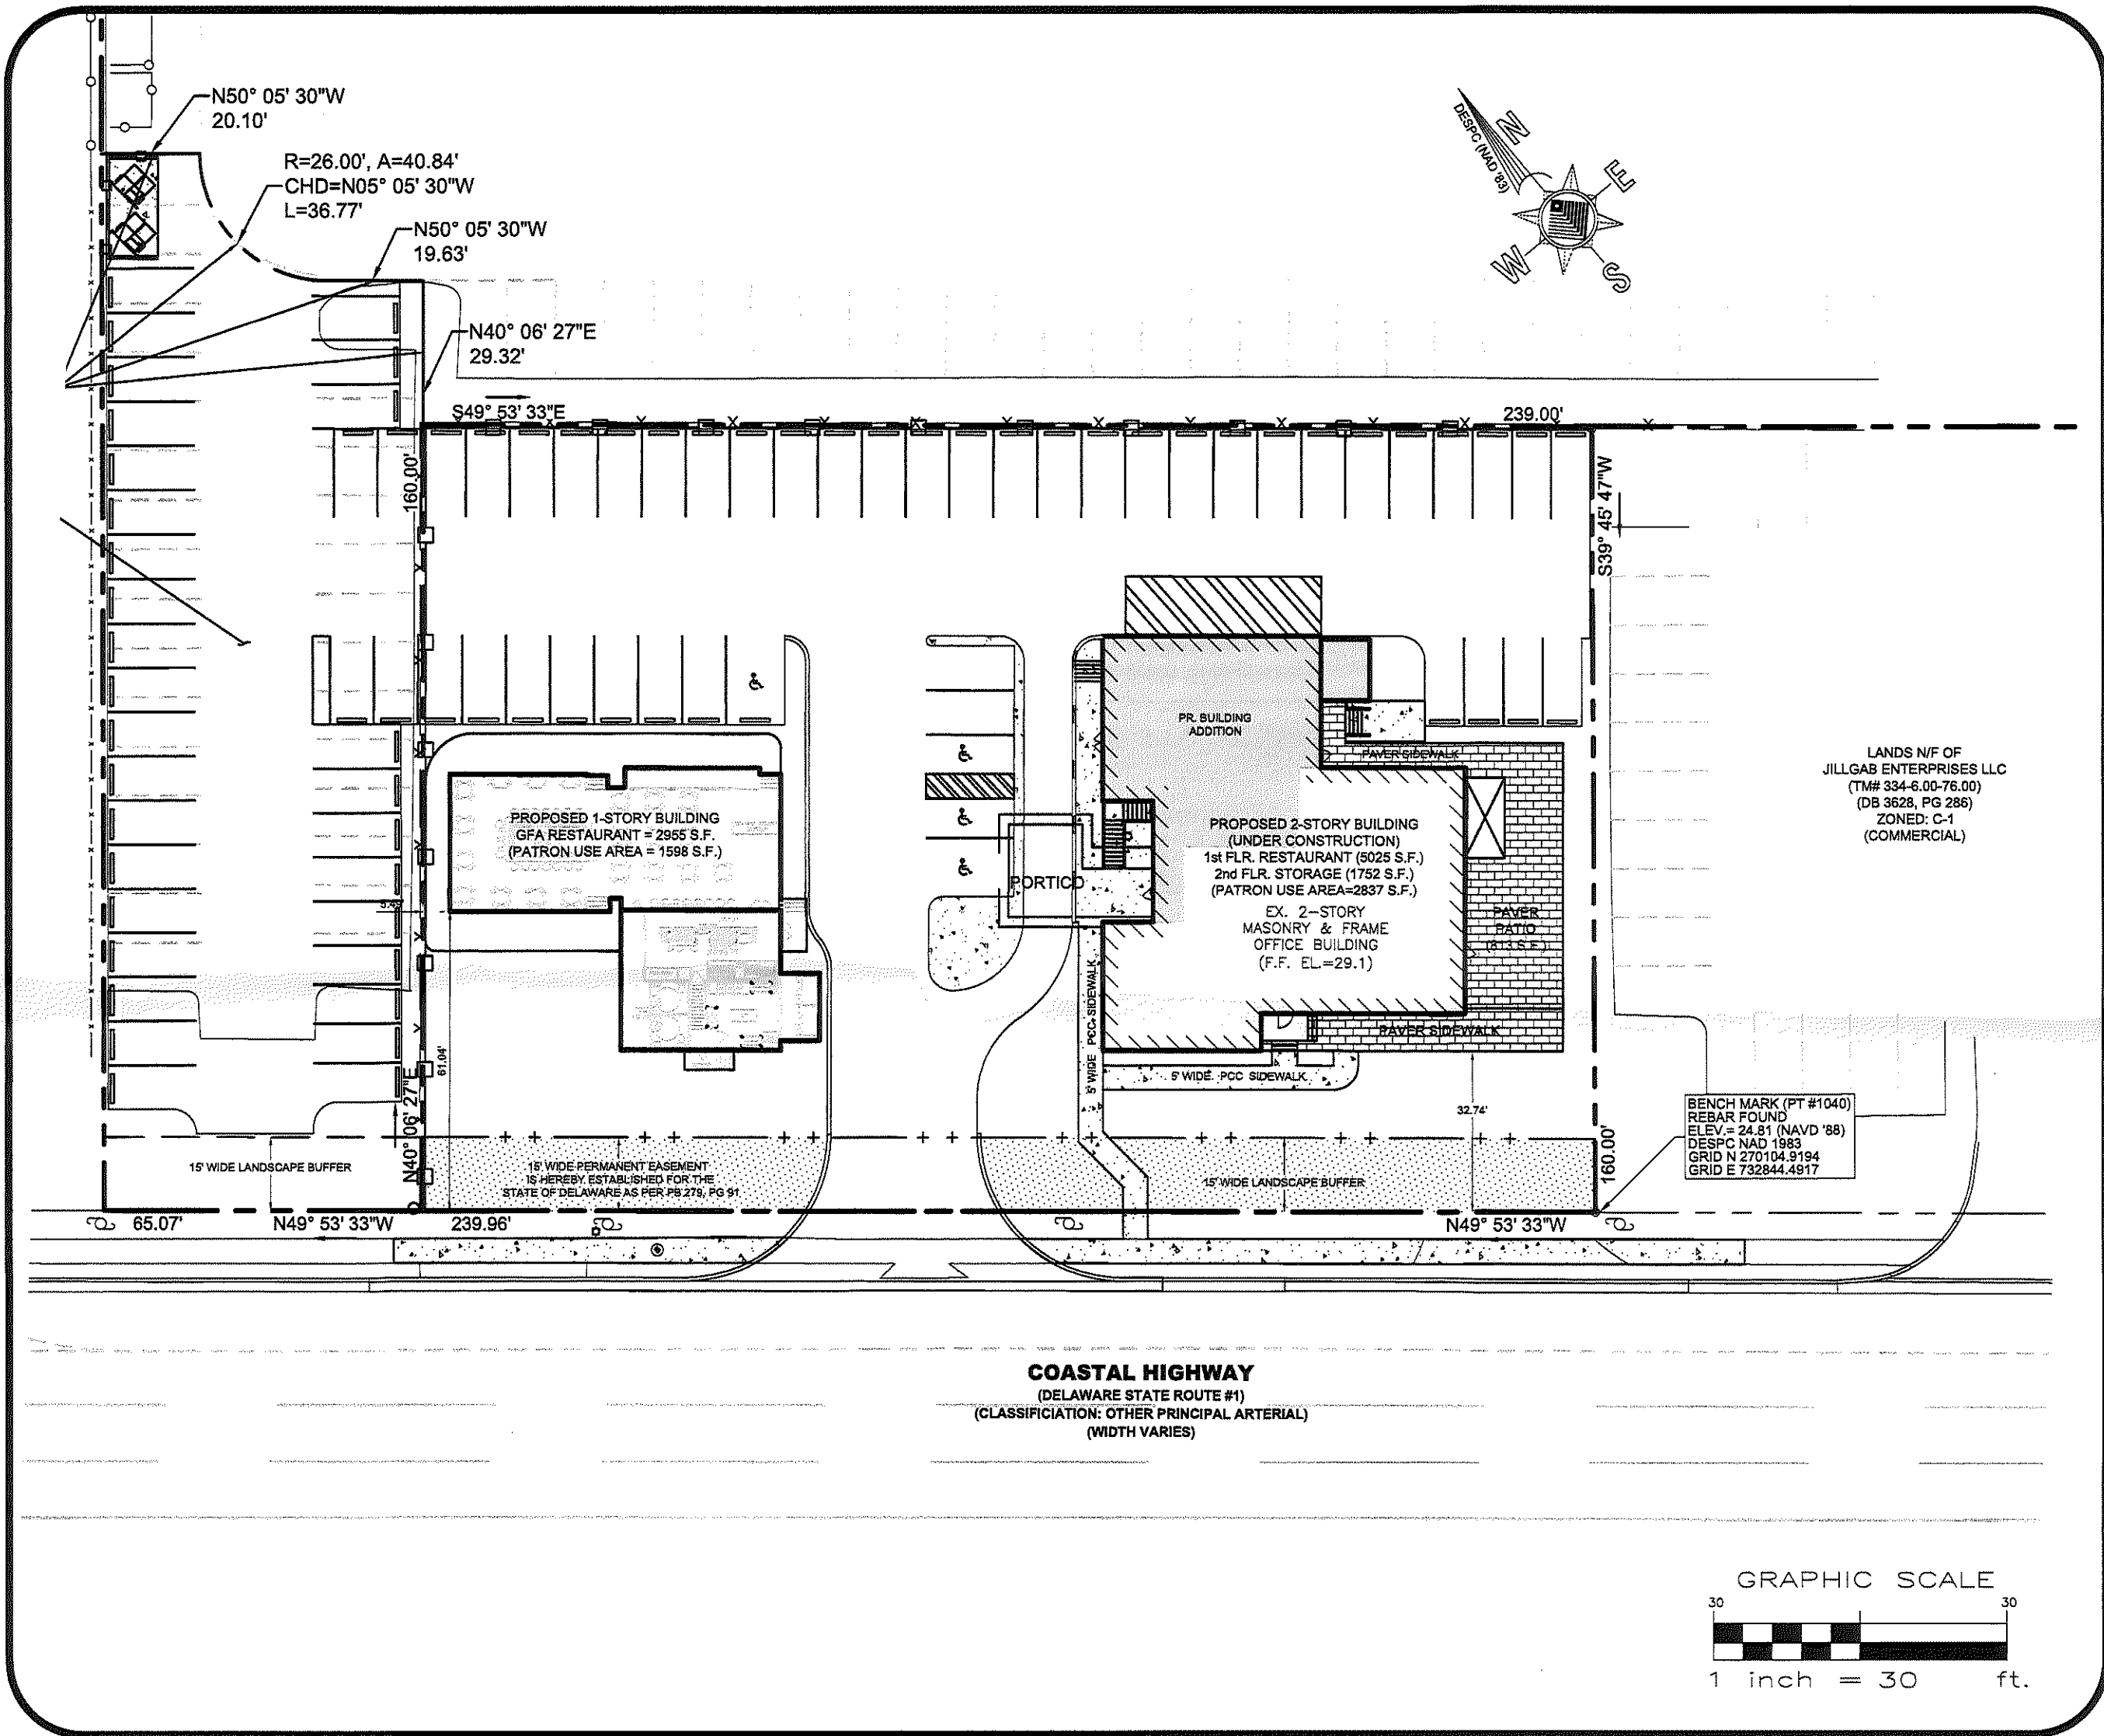 N50° 05' 30"W
20.10'
R=26.00', A=40.84'
CHD=N05° 05' 30"W
L=36.77'
N50° 05' 30"W
19.63'
N40° 06' 27"E
29.32'
DESPC (NAD '83)
N
E
W
S
S49° 53' 33"E
239.00'
160.00'
S39° 45' 47"W
PR. BUILDING
ADDITION
PAVER SIDEWALK
LANDS N/F OF
JILLGAB ENTERPRISES LLC
(TM# 334-6.00-76.00)
(DB 3628, PG 286)
ZONED: C-1
(COMMERCIAL)
PROPOSED 1-STORY BUILDING
GFA RESTAURANT = 2955 S.F.
(PATRON USE AREA = 1598 S.F.)
PROPOSED 2-STORY BUILDING
(UNDER CONSTRUCTION)
1st FLR. RESTAURANT (5025 S.F.)
2nd FLR. STORAGE (1752 S.F.)
(PATRON USE AREA=2837 S.F.)
EX. 2-STORY
MASONRY & FRAME
OFFICE BUILDING
(F.F. EL.=29.1)
PORTICO
PAVER
PATIO
(813 S.F.)
PAVER SIDEWALK
5' WIDE PCC SIDEWALK
5' WIDE PCC SIDEWALK
61.04'
32.74'
N40° 06' 27"E
160.00'
BENCH MARK (PT #1040)
REBAR FOUND
ELEV.= 24.81 (NAVD '88)
DESPC NAD 1983
GRID N 270104.9194
GRID E 732844.4917
15' WIDE LANDSCAPE BUFFER
15' WIDE PERMANENT EASEMENT
IS HEREBY ESTABLISHED FOR THE
STATE OF DELAWARE AS PER PB 279, PG 91
15' WIDE LANDSCAPE BUFFER
65.07'
N49° 53' 33"W
239.96'
N49° 53' 33"W
COASTAL HIGHWAY
(DELAWARE STATE ROUTE #1)
(CLASSIFICIATION: OTHER PRINCIPAL ARTERIAL)
(WIDTH VARIES)
GRAPHIC SCALE
30 30
1 inch = 30 ft.